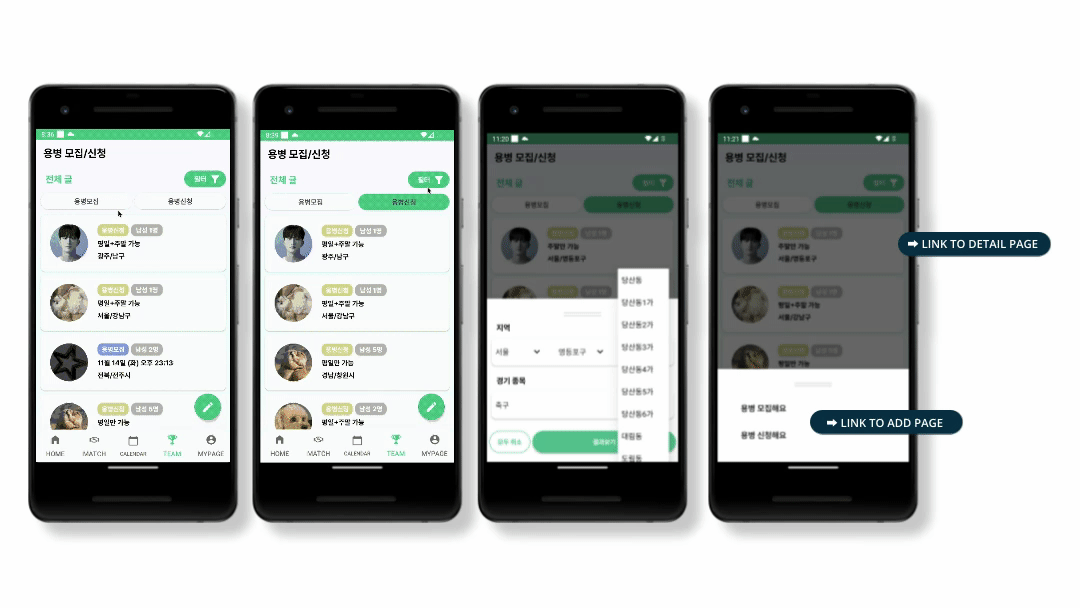 5:36
용병 모집/신청
전체 글
필터
용병모집
용병신청
용병신청 남성 1명
평일+주말 가능
광주/남구
용병신청 남성 1명
평일+주말 가능
서울/강남구
용병모집 남성 2명
11월 14일 (화) 오후 23:13
전북/전주시
용병신청 남성 5명
평일만 가능
HOME
MATCH
CALENDAR
TEAM
MYPAGE
9:29
용병 모집/신청
전체 글
필터
용병모집
용병신청
용병신청 남성 1명
평일+주말 가능
광주/남구
용병신청 남성 1명
평일+주말 가능
서울/강남구
용병신청 남성 5명
평일만 가능
경남/창원시
용병신청 남성 2명
평일+주말 가능
HOME
MATCH
CALENDAR
TEAM
MYPAGE
11:20
용병 모집/신청
전체 글
필터
용병모집
용병신청
주말만 가능
서울/영등포구
지역
서울
영등포구
당산동
당산동1가
당산동2가
당산동3가
당산동4가
당산동5가
당산동6가
대림동
도림동
경기 종목
축구
모두 취소
결과보기
11:21
용병 모집/신청
전체 글
필터
용병모집
용병신청
주말만 가능
서울/영등포구
평일+주말 가능
서울/강남구
평일만 가능
용병 모집해요
용병 신청해요
➡ LINK TO DETAIL PAGE
➡ LINK TO ADD PAGE